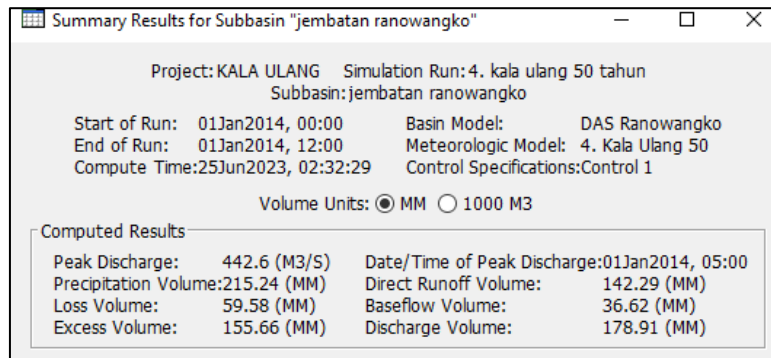 Summary Results for Subbasin "jembatan ranowangko"
Project: KALA ULANG Simulation Run: 4. kala ulang 50 tahun
Subbasin: jembatan ranowangko
Start of Run: 01Jan2014, 00:00 Basin Model: DAS Ranowangko
End of Run: 01Jan2014, 12:00 Meteorologic Model: 4. Kala Ulang 50
Compute Time:25Jun2023, 02:32:29 Control Specifications:Control 1
Volume Units: MM 1000 M3
Computed Results
Peak Discharge: 442.6 (M3/S) Date/Time of Peak Discharge:01Jan2014, 05:00
Precipitation Volume:215.24 (MM) Direct Runoff Volume: 142.29 (MM)
Loss Volume: 59.58 (MM) Baseflow Volume: 36.62 (MM)
Excess Volume: 155.66 (MM) Discharge Volume: 178.91 (MM)